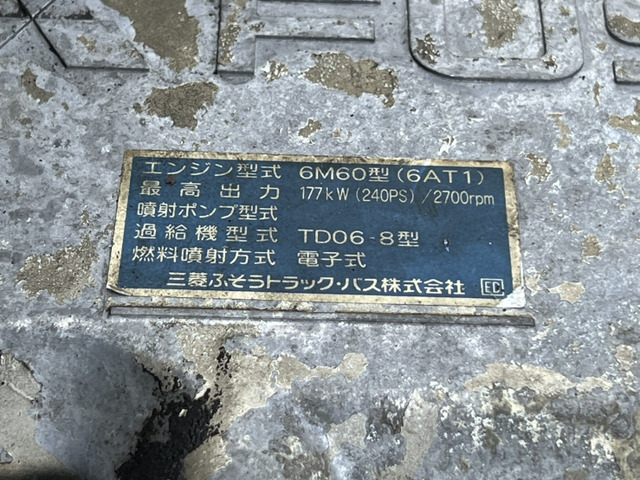 FUSO
エンジン型式 6M60型(6AT1)
最高出力 177kW(240PS)/2700rpm
噴射ポンプ型式
過給機型式 TD06-8型
燃料噴射方式 電子式
三菱ふそうトラック・バス株式会社 EC